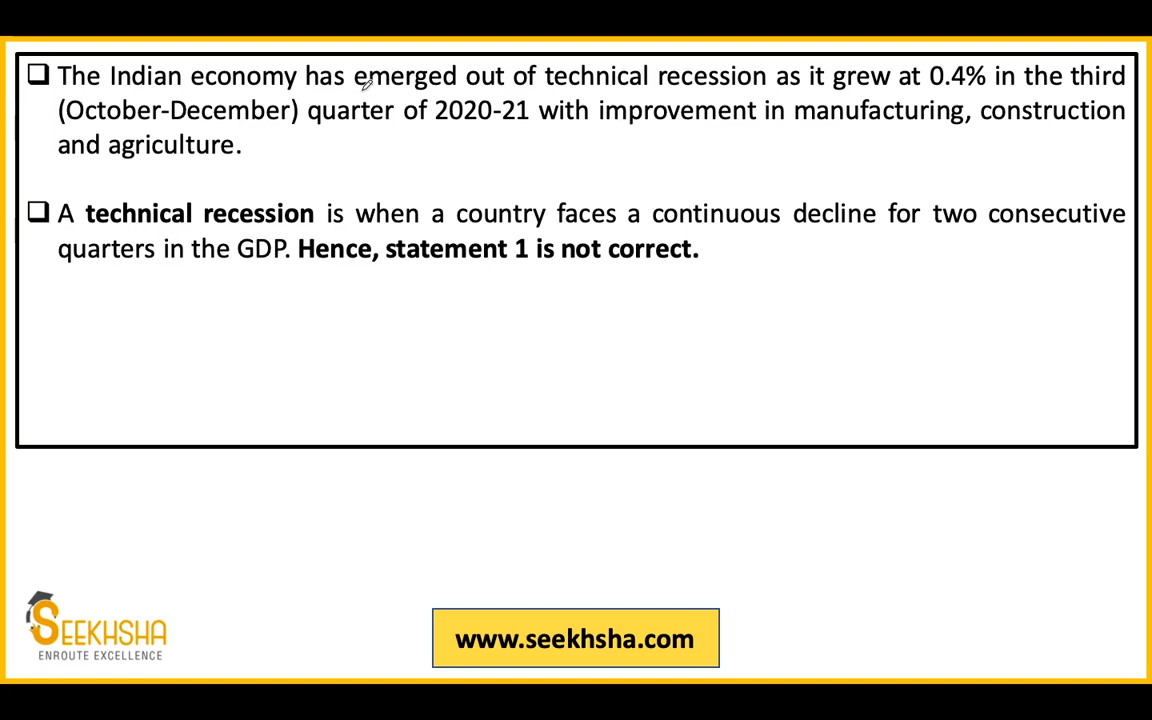 The Indian economy has emerged out of technical recession as it grew at 0.4% in the third
(October-December) quarter of 2020-21 with improvement in manufacturing, construction
and agriculture.
A technical recession is when a country faces a continuous decline for two consecutive
quarters in the GDP. Hence, statement 1 is not correct.
SEEKHSHA
ENROUTE EXCELLENCE
www.seekhsha.com